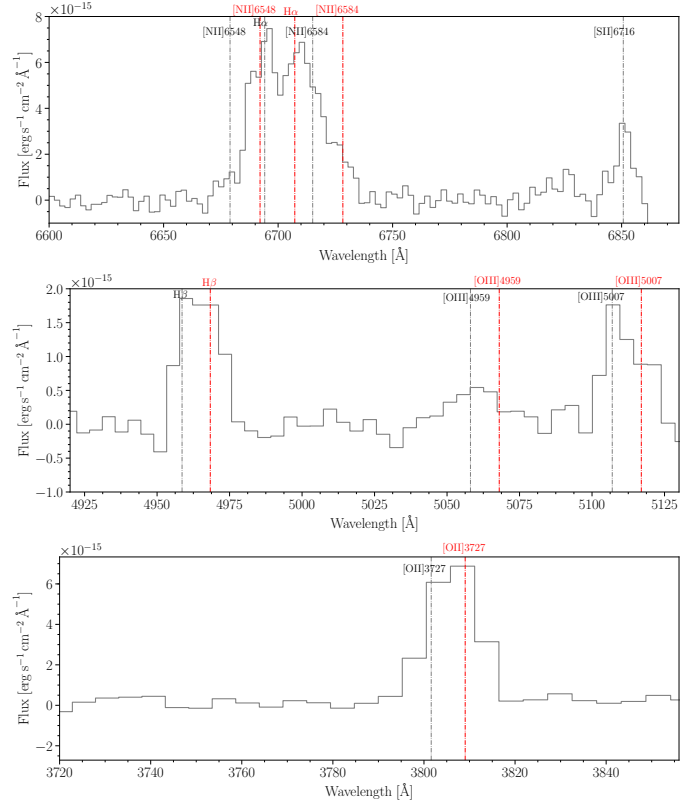 [NII]6548 Hα [NII]6584
×10⁻¹⁵
Hα
[NII]6548 [NII]6584 [SII]6716
8
6
4
2
0
Flux [erg s⁻¹ cm⁻² Å⁻¹]
6600 6650 6700 6750 6800 6850
Wavelength [Å]
×10⁻¹⁵
Hβ [OIII]4959 [OIII]5007
Hβ [OIII]4959 [OIII]5007
2.0
1.5
1.0
0.5
0.0
−0.5
−1.0
Flux [erg s⁻¹ cm⁻² Å⁻¹]
4925 4950 4975 5000 5025 5050 5075 5100 5125
Wavelength [Å]
×10⁻¹⁵
[OII]3727
[OII]3727
6
4
2
0
−2
Flux [erg s⁻¹ cm⁻² Å⁻¹]
3720 3740 3760 3780 3800 3820 3840
Wavelength [Å]